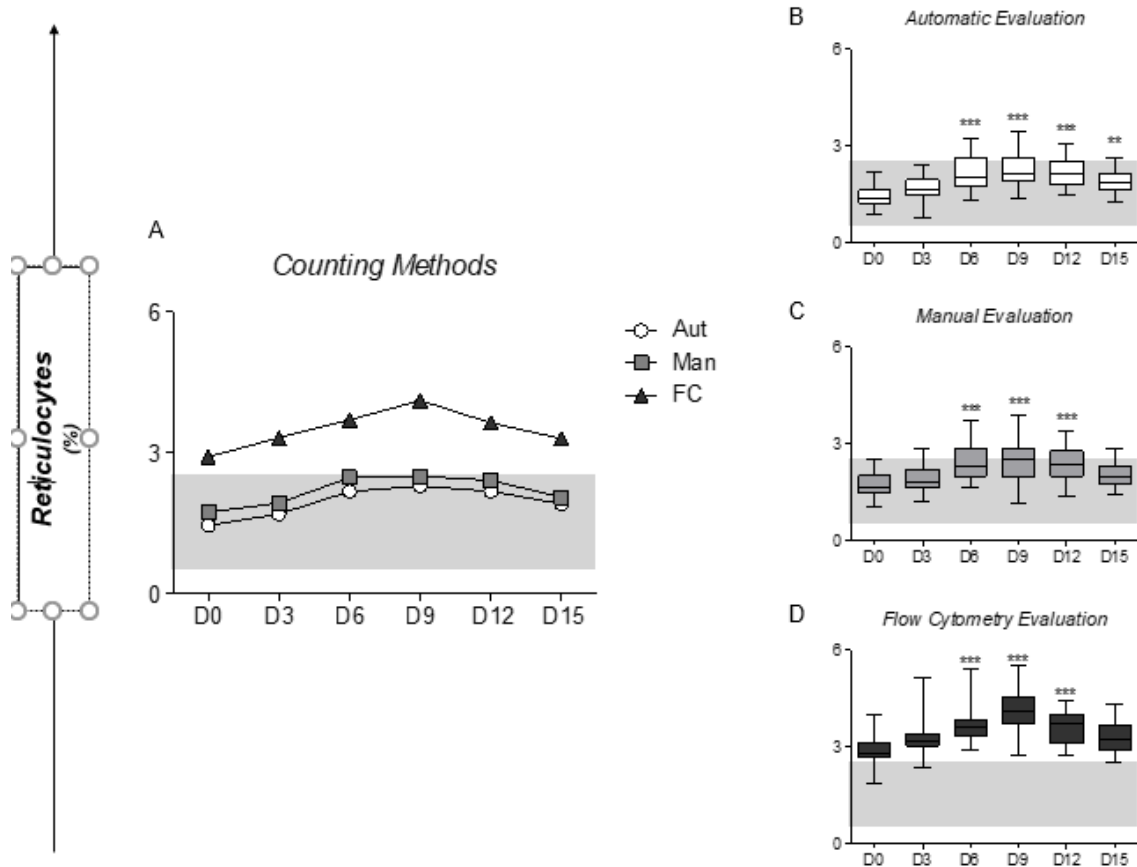 Reticulocytes
(%)
A
Counting Methods
6
3
0
D0 D3 D6 D9 D12 D15
Aut
Man
FC
B
Automatic Evaluation
6
3
0
*** *** *** **
D0 D3 D6 D9 D12 D15
C
Manual Evaluation
6
3
0
*** *** ***
D0 D3 D6 D9 D12 D15
D
Flow Cytometry Evaluation
6
3
0
*** *** ***
D0 D3 D6 D9 D12 D15